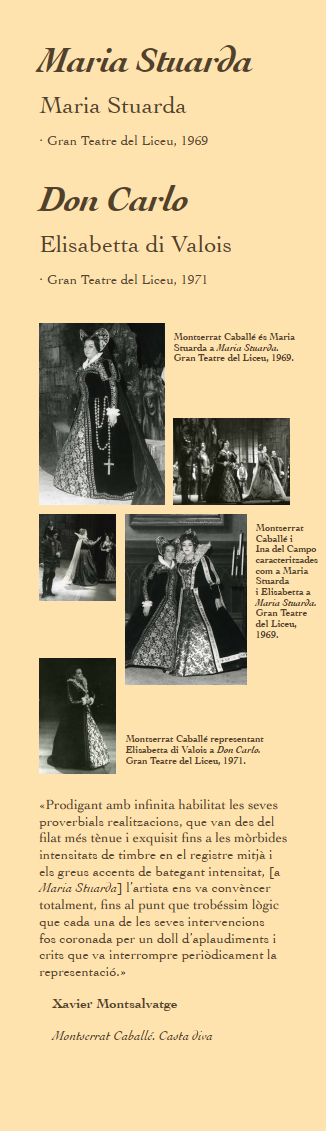 Maria Stuarda
Maria Stuarda
· Gran Teatre del Liceu, 1969
Don Carlo
Elisabetta di Valois
· Gran Teatre del Liceu, 1971
Montserrat Caballé és Maria
Stuarda a Maria Stuarda.
Gran Teatre del Liceu, 1969.
Montserrat
Caballé i
Ina del Campo
caracteritzades
com a Maria
Stuarda
i Elisabetta a
Maria Stuarda.
Gran Teatre
del Liceu,
1969.
Montserrat Caballé representant
Elisabetta di Valois a Don Carlo.
Gran Teatre del Liceu, 1971.
«Prodigant amb infinita habilitat les seves
proverbials realitzacions, que van des del
filat més tènue i exquisit fins a les mòrbides
intensitats de timbre en el registre mitjà i
els greus accents de bategant intensitat, [a
Maria Stuarda] l'artista ens va convèncer
totalment, fins al punt que trobéssim lògic
que cada una de les seves intervencions
fos coronada per un doll d'aplaudiments i
crits que va interrompre periòdicament la
representació.»
Xavier Montsalvatge
Montserrat Caballé. Casta diva